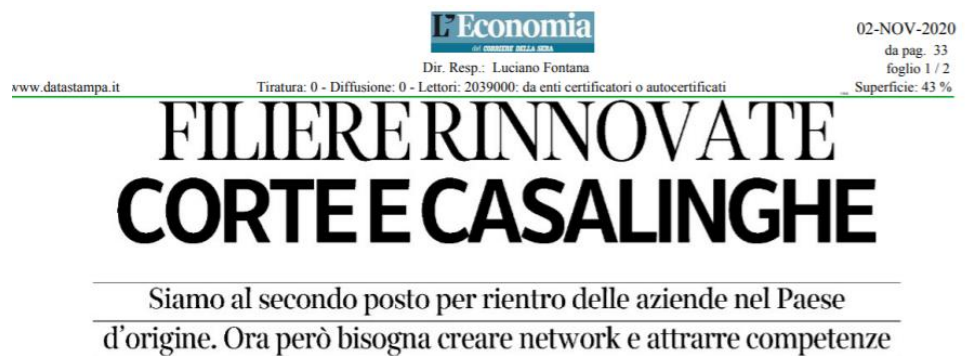 L'Economia
del CORRIERE DELLA SERA
02-NOV-2020
da pag. 33
Dir. Resp.: Luciano Fontana
foglio 1 / 2
www.datastampa.it
Tiratura: 0 - Diffusione: 0 - Lettori: 2039000: da enti certificatori o autocertificati
Superficie: 43 %
FILIERE RINNOVATE
CORTE E CASALINGHE
Siamo al secondo posto per rientro delle aziende nel Paese
d'origine. Ora però bisogna creare network e attrarre competenze